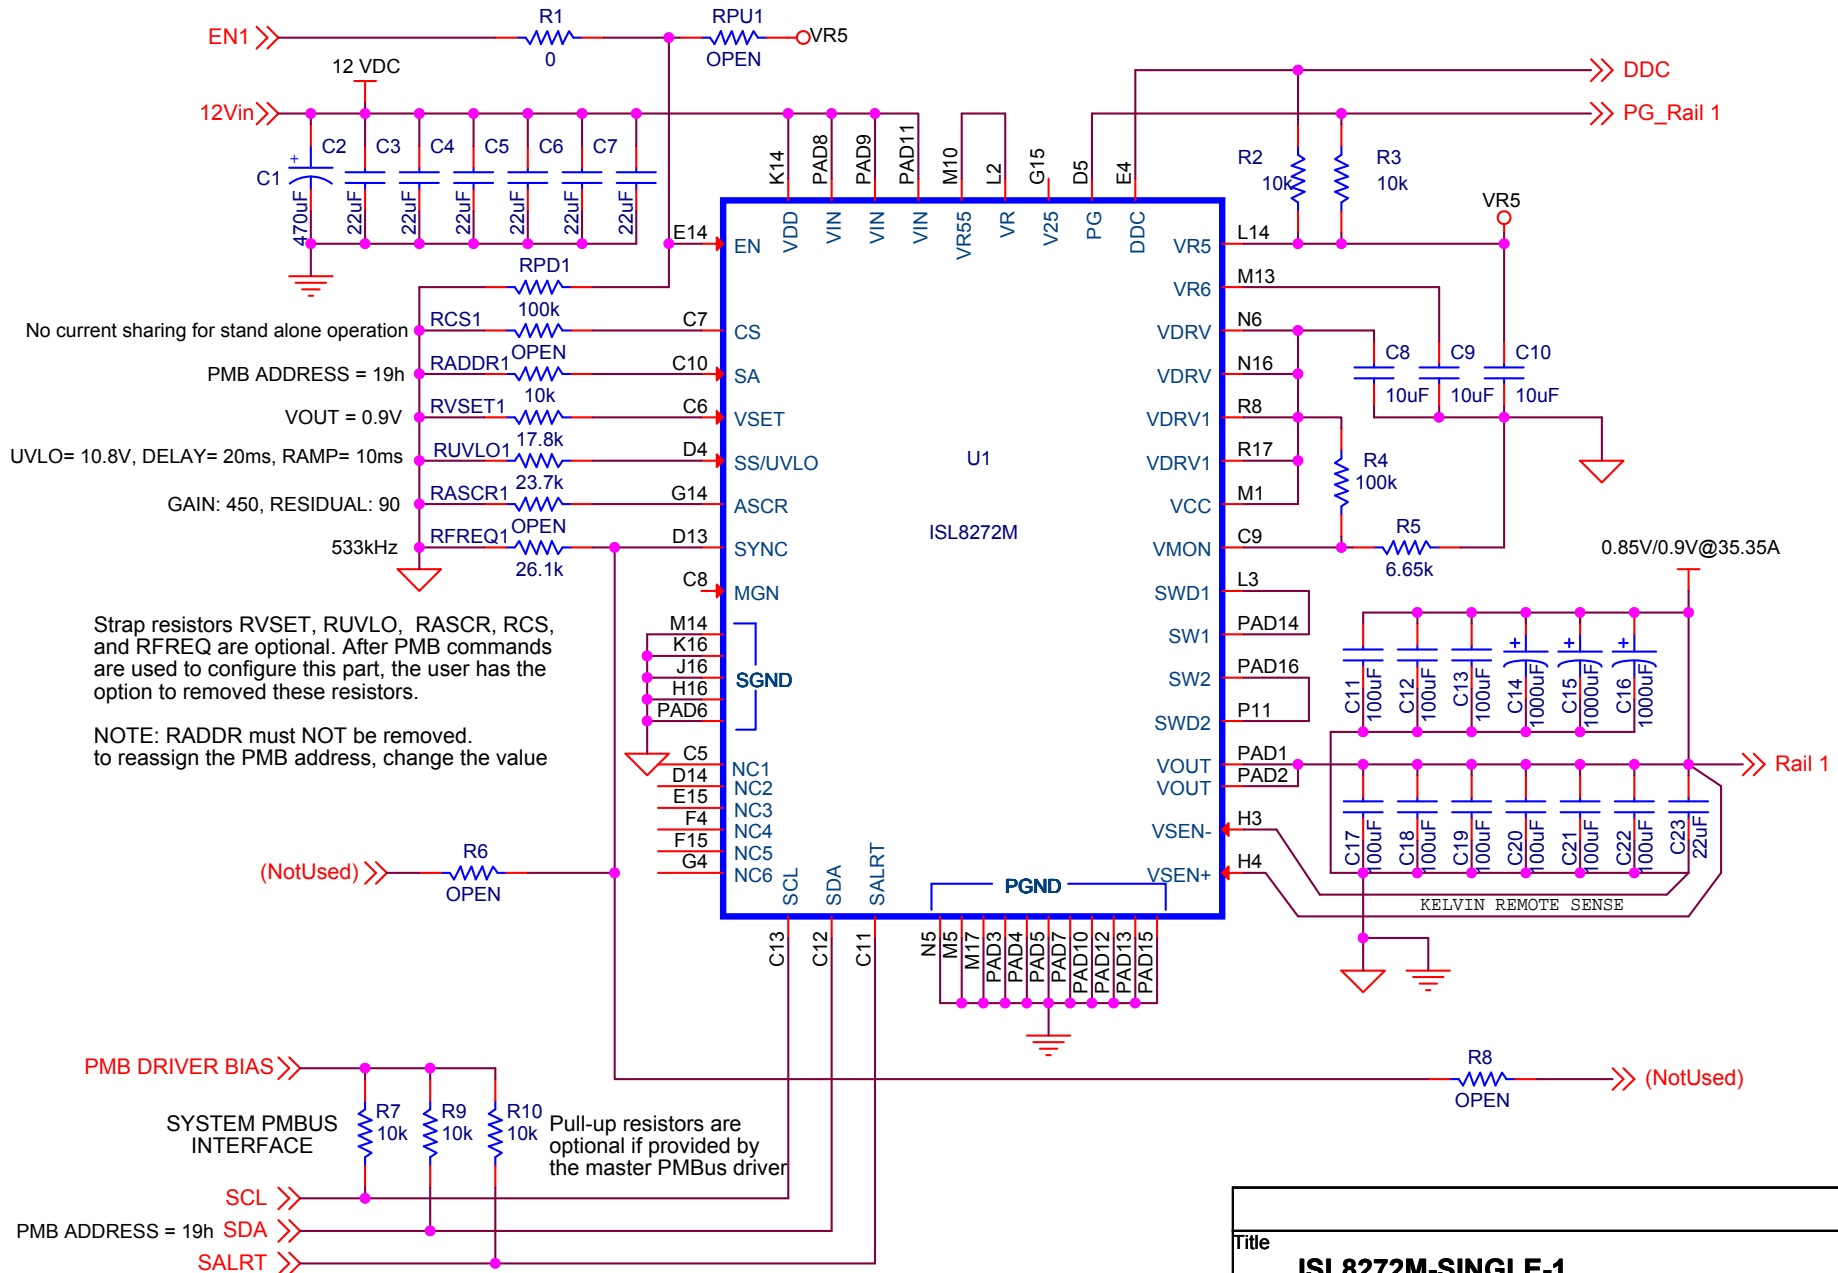 R1
RPU1
EN1
VR5
0
OPEN
12 VDC
DDC
12Vin
PG_Rail 1
C2 C3 C4 C5 C6 C7
C1
470uF 22uF 22uF 22uF 22uF 22uF 22uF
K14 PAD8 PAD9 PAD11 M10 L2 G15 D5 E4
R2
10k
R3
10k
VR5
VDD VIN VIN VIN VR55 VR V25 PG DDC
E14 EN
RPD1
100k
No current sharing for stand alone operation RCS1 C7 CS
OPEN
PMB ADDRESS = 19h RADDR1 C10 SA
10k
VOUT = 0.9V RVSET1 C6 VSET
17.8k
UVLO= 10.8V, DELAY= 20ms, RAMP= 10ms RUVLO1 D4 SS/UVLO
23.7k
GAIN: 450, RESIDUAL: 90 RASCR1 G14 ASCR
OPEN
533kHz RFREQ1 D13 SYNC
26.1k
C8 MGN
U1
ISL8272M
VR5 L14
VR6 M13
VDRV N6
VDRV N16
VDRV1 R8
VDRV1 R17
VCC M1
VMON C9
SWD1 L3
SW1 PAD14
SW2 PAD16
SWD2 P11
VOUT PAD1
VOUT PAD2
VSEN- H3
VSEN+ H4
C8 C9 C10
10uF 10uF 10uF
R4
100k
R5
6.65k
0.85V/0.9V@35.35A
C11 100uF C12 100uF C13 100uF C14 1000uF C15 1000uF C16 1000uF
Rail 1
C17 100uF C18 100uF C19 100uF C20 100uF C21 100uF C22 100uF C23 22uF
KELVIN REMOTE SENSE
Strap resistors RVSET, RUVLO, RASCR, RCS,
and RFREQ are optional. After PMB commands
are used to configure this part, the user has the
option to removed these resistors.
NOTE: RADDR must NOT be removed.
to reassign the PMB address, change the value
M14
K16
J16
H16
PAD6
SGND
C5 NC1
D14 NC2
E15 NC3
F4 NC4
F15 NC5
G4 NC6
(NotUsed)
R6
OPEN
SCL SDA SALRT
PGND
C13 C12 C11
N5 M5 M17 PAD3 PAD4 PAD5 PAD7 PAD10 PAD12 PAD13 PAD15
R8
OPEN
(NotUsed)
PMB DRIVER BIAS
SYSTEM PMBUS
INTERFACE
R7
10k
R9
10k
R10
10k
Pull-up resistors are
optional if provided by
the master PMBus driver
SCL
PMB ADDRESS = 19h SDA
SALRT
Title
ISL8272M-SINGLE-1